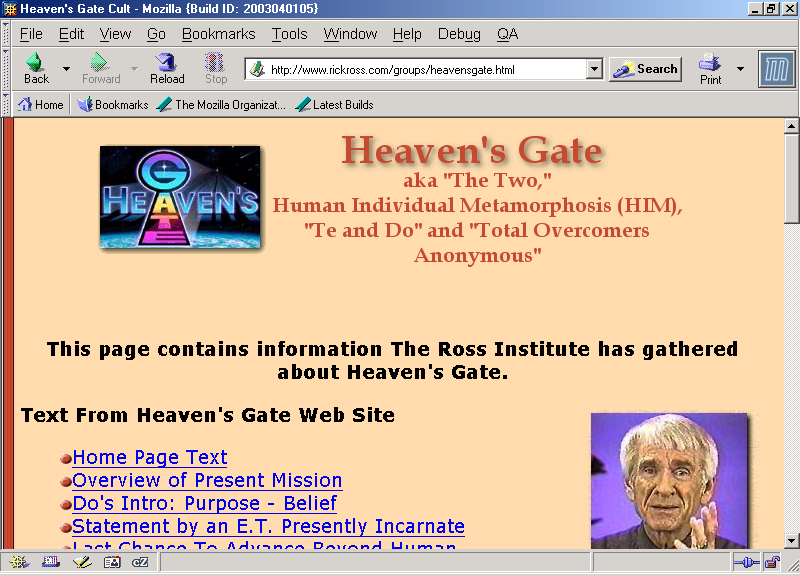 Heaven's Gate Cult - Mozilla {Build ID: 2003040105}
File Edit View Go Bookmarks Tools Window Help Debug QA
Back Forward Reload Stop http://www.rickross.com/groups/heavensgate.html Search Print
Home Bookmarks The Mozilla Organizat... Latest Builds
HEAVEN'S GATE
Heaven's Gate
aka "The Two,"
Human Individual Metamorphosis (HIM),
"Te and Do" and "Total Overcomers
Anonymous"
This page contains information The Ross Institute has gathered
about Heaven's Gate.
Text From Heaven's Gate Web Site
Home Page Text
Overview of Present Mission
Do's Intro: Purpose - Belief
Statement by an E.T. Presently Incarnate
Last Chance To Advance Beyond Human
cZ